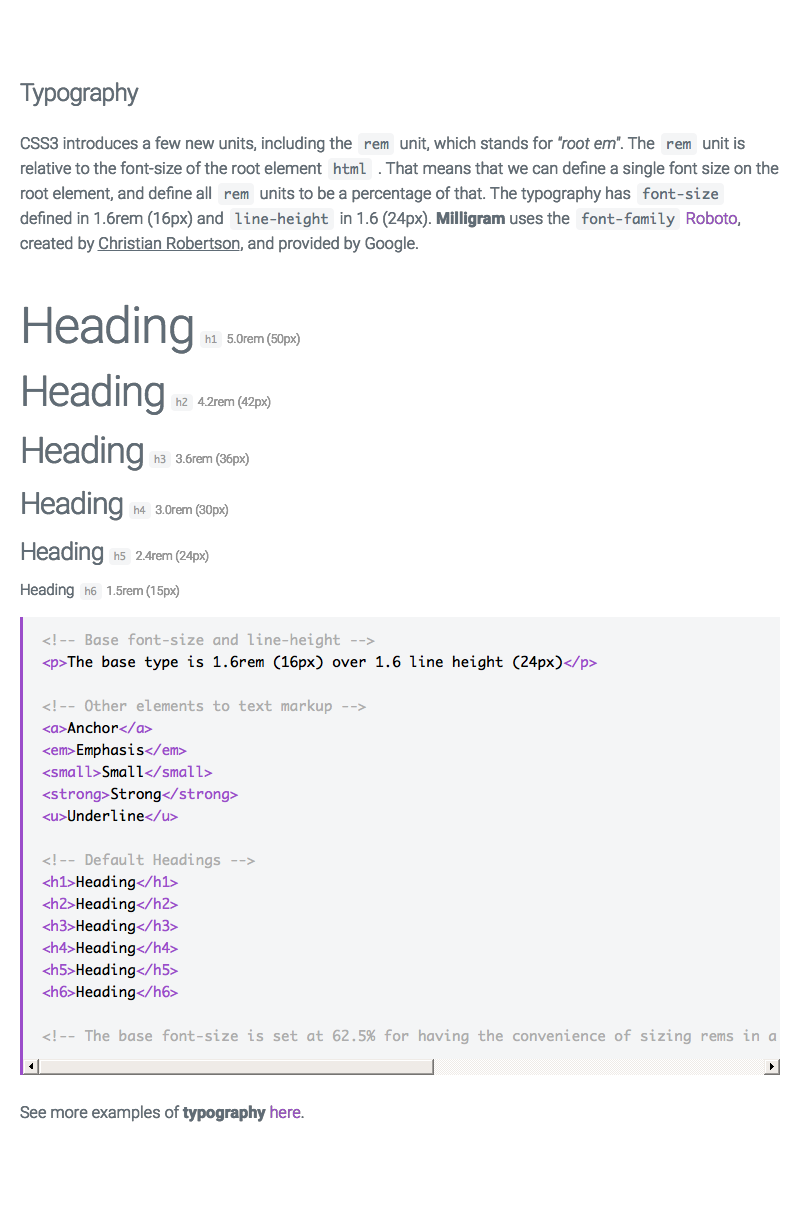 Typography
CSS3 introduces a few new units, including the rem unit, which stands for "root em". The rem unit is
relative to the font-size of the root element html . That means that we can define a single font size on the
root element, and define all rem units to be a percentage of that. The typography has font-size
defined in 1.6rem (16px) and line-height in 1.6 (24px). Milligram uses the font-family Roboto,
created by Christian Robertson, and provided by Google.
Heading h1 5.0rem (50px)
Heading h2 4.2rem (42px)
Heading h3 3.6rem (36px)
Heading h4 3.0rem (30px)
Heading h5 2.4rem (24px)
Heading h6 1.5rem (15px)
<!-- Base font-size and line-height -->
<p>The base type is 1.6rem (16px) over 1.6 line height (24px)</p>
<!-- Other elements to text markup -->
<a>Anchor</a>
<em>Emphasis</em>
<small>Small</small>
<strong>Strong</strong>
<u>Underline</u>
<!-- Default Headings -->
<h1>Heading</h1>
<h2>Heading</h2>
<h3>Heading</h3>
<h4>Heading</h4>
<h5>Heading</h5>
<h6>Heading</h6>
<!-- The base font-size is set at 62.5% for having the convenience of sizing rems in a
See more examples of typography here.